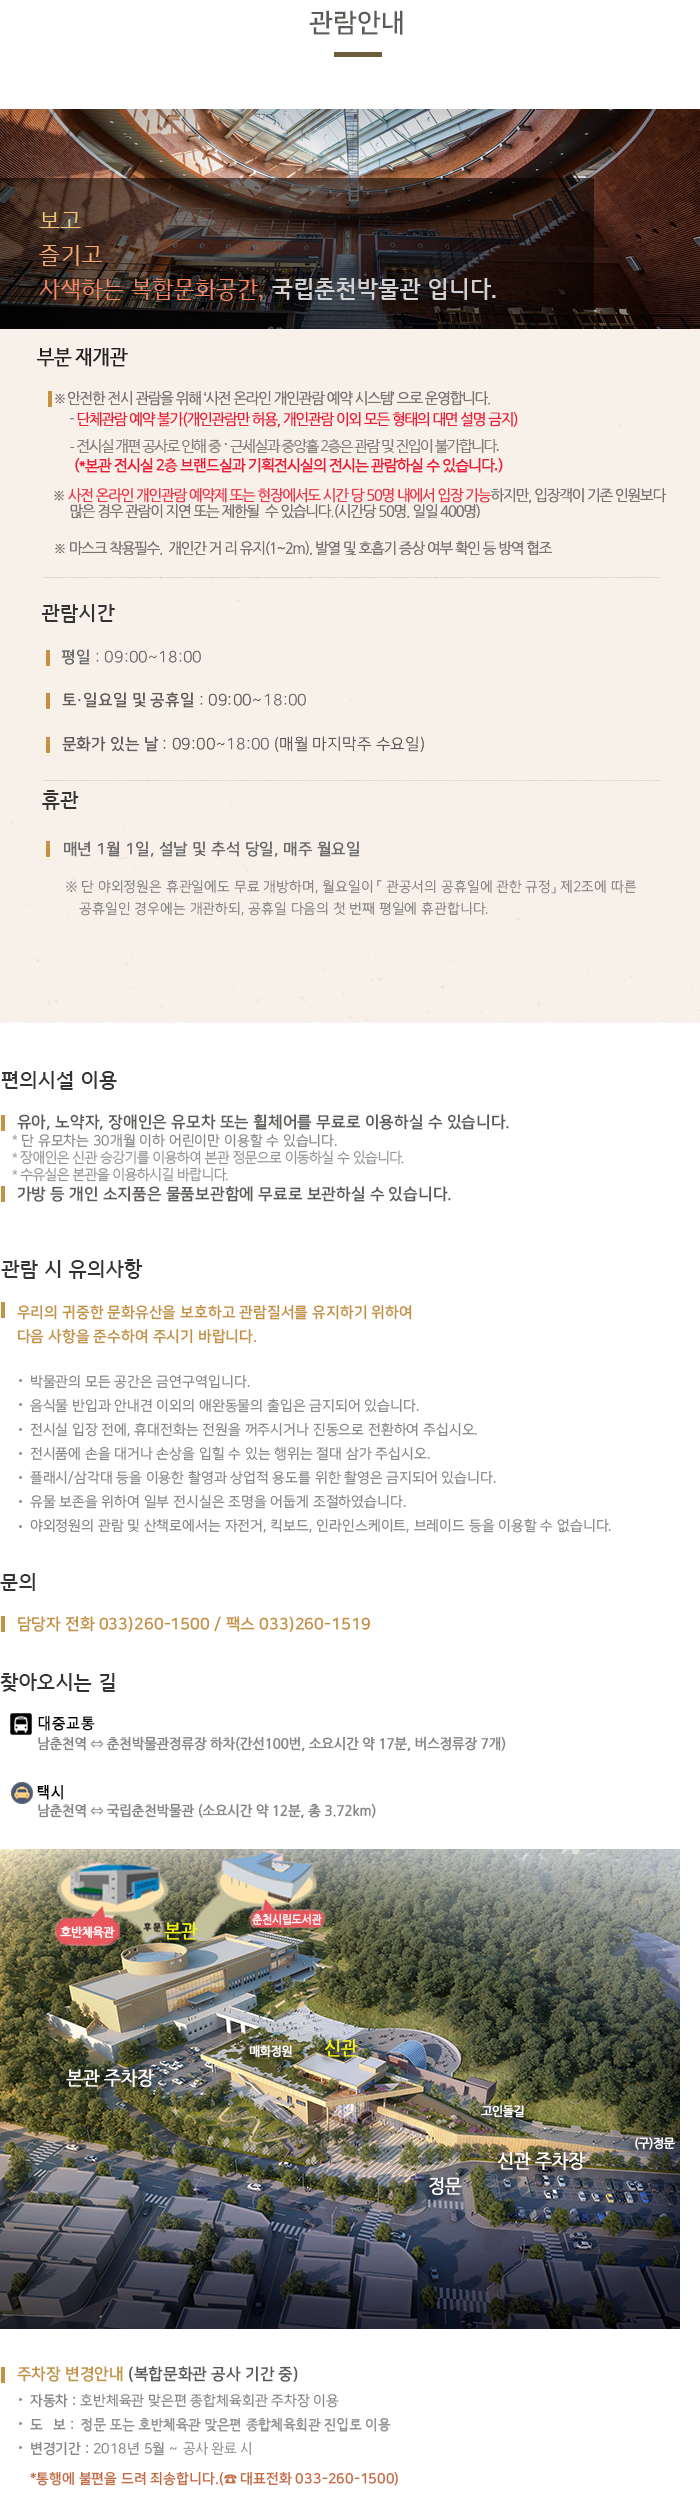 관람안내
보고
즐기고
사색하는 복합문화공간, 국립춘천박물관 입니다.
부분 재개관
※ 안전한 전시 관람을 위해 '사전 온라인 개인관람 예약 시스템' 으로 운영합니다.
- 단체관람 예약 불가(개인관람만 허용, 개인관람 이외 모든 형태의 대면 설명 금지)
- 전시실 개편 공사로 인해 중·근세실과 중앙홀 2층은 관람 및 진입이 불가합니다.
(*본관 전시실 2층 브랜드실과 기획전시실의 전시는 관람하실 수 있습니다.)
※ 사전 온라인 개인관람 예약제 또는 현장에서도 시간 당 50명 내에서 입장 가능하지만, 입장객이 기존 인원보다
많은 경우 관람이 지연 또는 제한될 수 있습니다.(시간당 50명, 일일 400명)
※ 마스크 착용필수, 개인간 거 리 유지(1~2m), 발열 및 호흡기 증상 여부 확인 등 방역 협조
관람시간
평일 : 09:00~18:00
토·일요일 및 공휴일 : 09:00~18:00
문화가 있는 날 : 09:00~18:00 (매월 마지막주 수요일)
휴관
매년 1월 1일, 설날 및 추석 당일, 매주 월요일
※ 단 야외정원은 휴관일에도 무료 개방하며, 월요일이 「 관공서의 공휴일에 관한 규정」 제2조에 따른
공휴일인 경우에는 개관하되, 공휴일 다음의 첫 번째 평일에 휴관합니다.
편의시설 이용
유아, 노약자, 장애인은 유모차 또는 휠체어를 무료로 이용하실 수 있습니다.
* 단 유모차는 30개월 이하 어린이만 이용할 수 있습니다.
* 장애인은 신관 승강기를 이용하여 본관 정문으로 이동하실 수 있습니다.
* 수유실은 본관을 이용하시길 바랍니다.
가방 등 개인 소지품은 물품보관함에 무료로 보관하실 수 있습니다.
관람 시 유의사항
우리의 귀중한 문화유산을 보호하고 관람질서를 유지하기 위하여
다음 사항을 준수하여 주시기 바랍니다.
· 박물관의 모든 공간은 금연구역입니다.
· 음식물 반입과 안내견 이외의 애완동물의 출입은 금지되어 있습니다.
· 전시실 입장 전에, 휴대전화는 전원을 꺼주시거나 진동으로 전환하여 주십시오.
· 전시품에 손을 대거나 손상을 입힐 수 있는 행위는 절대 삼가 주십시오.
· 플래시/삼각대 등을 이용한 촬영과 상업적 용도를 위한 촬영은 금지되어 있습니다.
· 유물 보존을 위하여 일부 전시실은 조명을 어둡게 조절하였습니다.
· 야외정원의 관람 및 산책로에서는 자전거, 킥보드, 인라인스케이트, 브레이드 등을 이용할 수 없습니다.
문의
담당자 전화 033)260-1500 / 팩스 033)260-1519
찾아오시는 길
대중교통
남춘천역 ⇔ 춘천박물관정류장 하차(간선100번, 소요시간 약 17분, 버스정류장 7개)
택시
남춘천역 ⇔ 국립춘천박물관 (소요시간 약 12분, 총 3.72km)
호반체육관
후문
본관
춘천시립도서관
매화정원
신관
본관 주차장
고인돌길
(구)정문
신관 주차장
정문
주차장 변경안내 (복합문화관 공사 기간 중)
· 자동차 : 호반체육관 맞은편 종합체육회관 주차장 이용
· 도 보 : 정문 또는 호반체육관 맞은편 종합체육회관 진입로 이용
· 변경기간 : 2018년 5월 ~ 공사 완료 시
*통행에 불편을 드려 죄송합니다.(☎ 대표전화 033-260-1500)